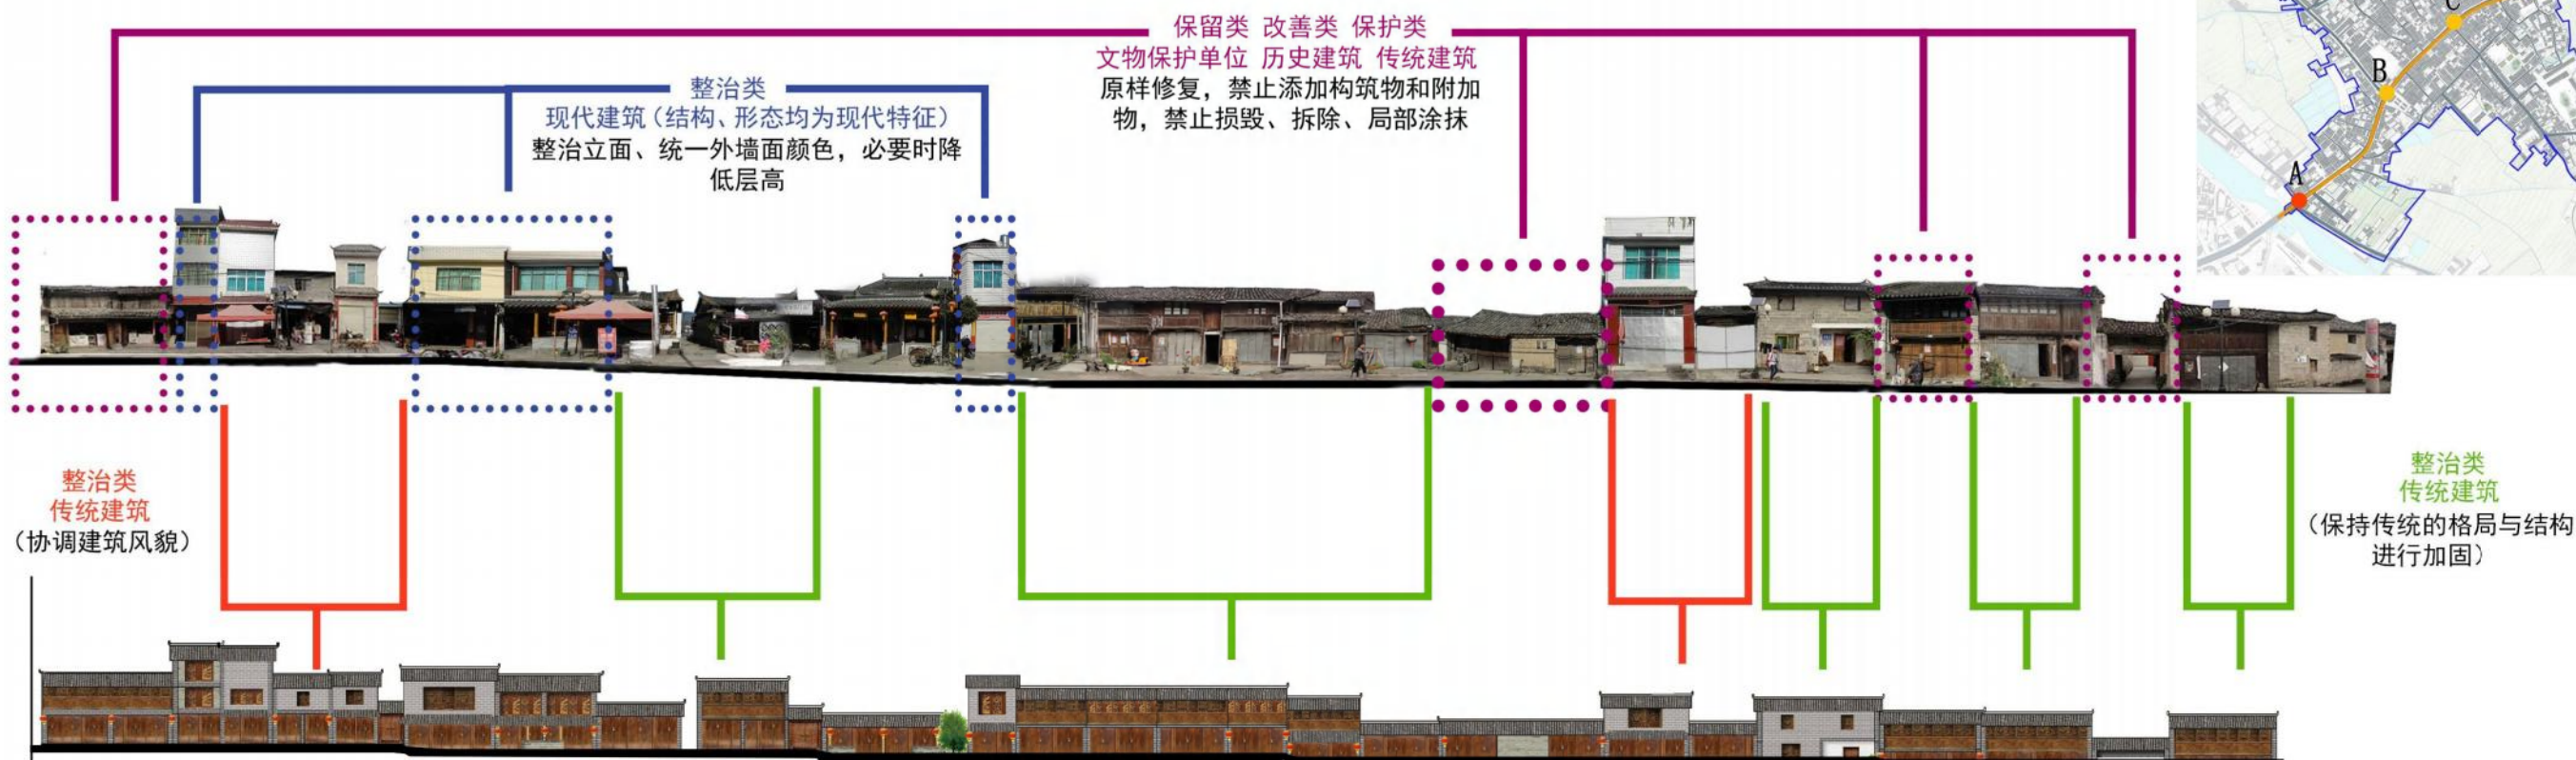 保留类 改善类 保护类
文物保护单位 历史建筑 传统建筑
原样修复，禁止添加构筑物和附加
物，禁止损毁、拆除、局部涂抹
整治类
现代建筑（结构、形态均为现代特征）
整治立面、统一外墙面颜色，必要时降
低层高
C
B
A
整治类
传统建筑
（协调建筑风貌）
整治类
传统建筑
（保持传统的格局与结构
进行加固）